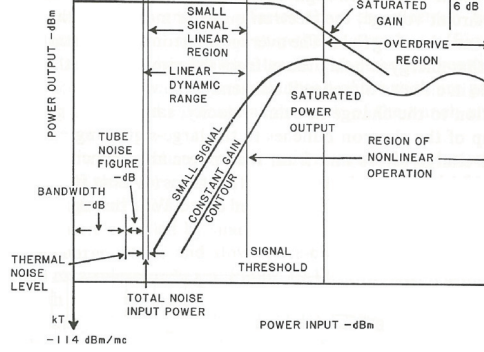 SMALL
SIGNAL
LINEAR
REGION
SATURATED
GAIN
6 dB
OVERDRIVE
REGION
POWER OUTPUT -dBm
LINEAR
DYNAMIC
RANGE
SATURATED
POWER
OUTPUT
TUBE
NOISE
FIGURE
-dB
BANDWIDTH
-dB
SMALL SIGNAL
CONSTANT GAIN
CONTOUR
REGION OF
NONLINEAR
OPERATION
THERMAL
NOISE
LEVEL
SIGNAL
THRESHOLD
TOTAL NOISE
INPUT POWER
kT
-114 dBm/mc
POWER INPUT -dBm